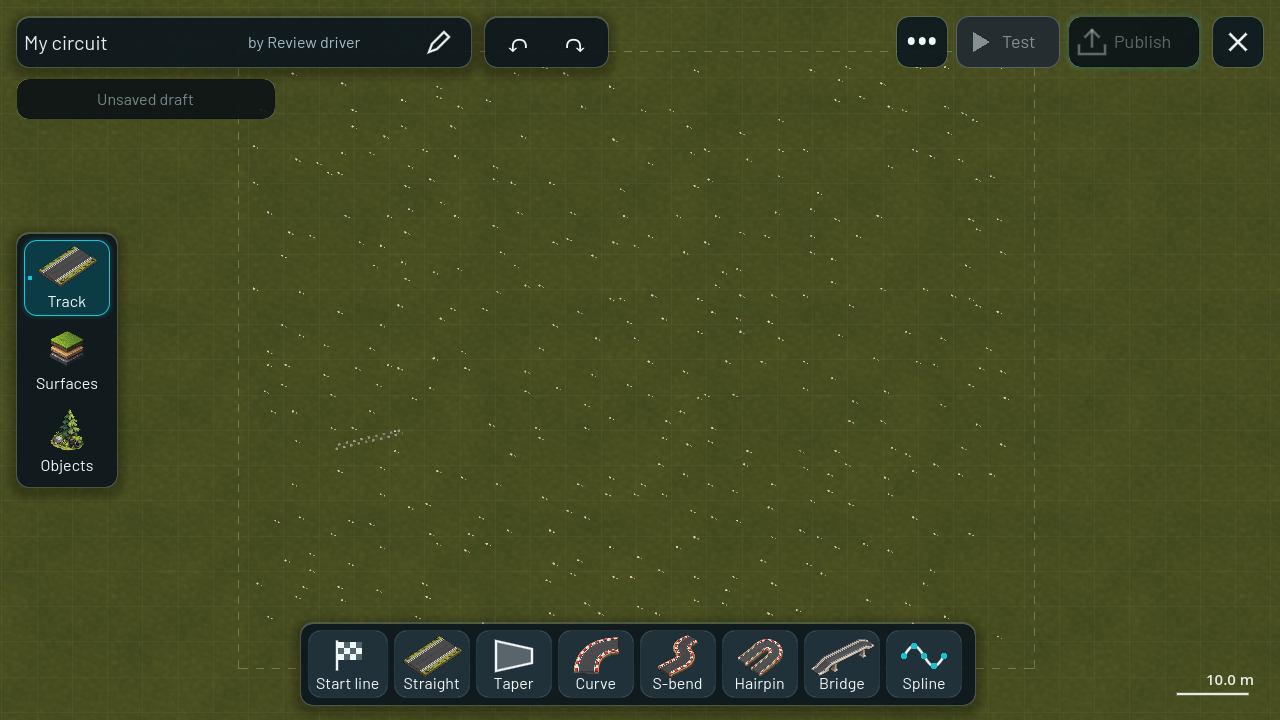 My circuit
by Review driver
Test
Publish
Unsaved draft
Track
Surfaces
Objects
Start line
Straight
Taper
Curve
S-bend
Hairpin
Bridge
Spline
10.0 m